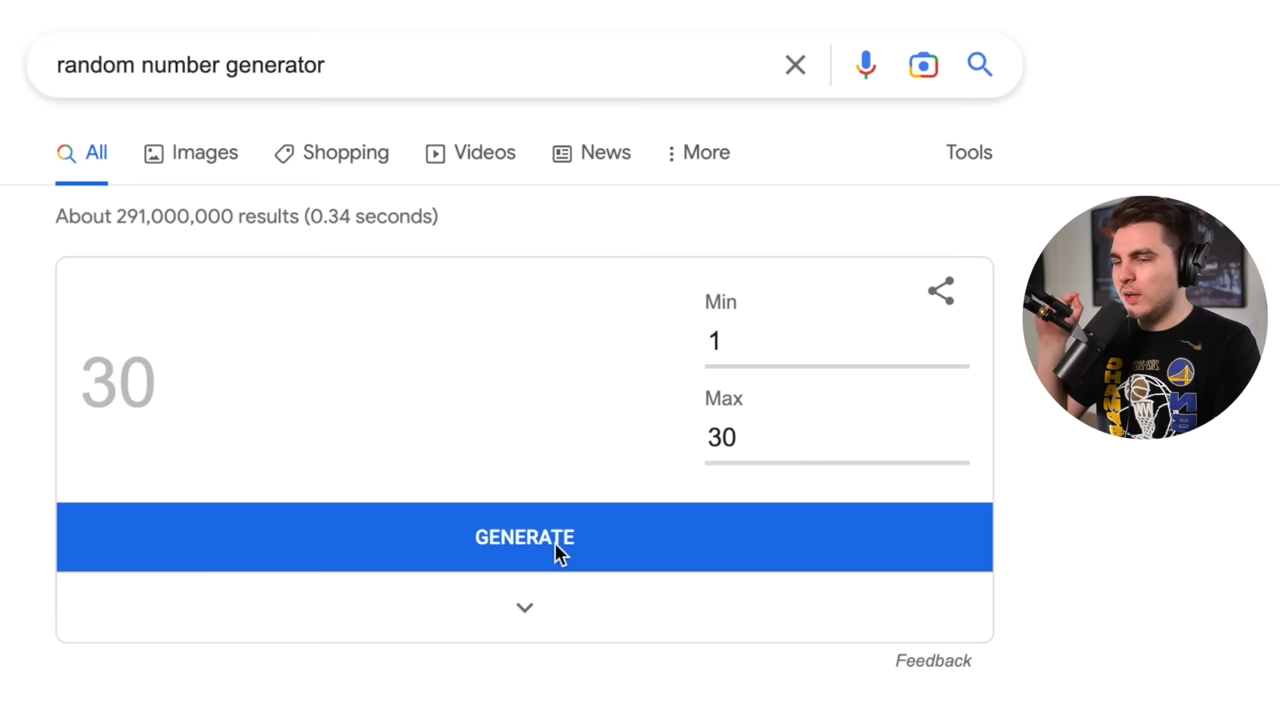 random number generator
All
Images
Shopping
Videos
News
More
Tools
About 291,000,000 results (0.34 seconds)
Min
1
30
Max
30
GENERATE
Feedback